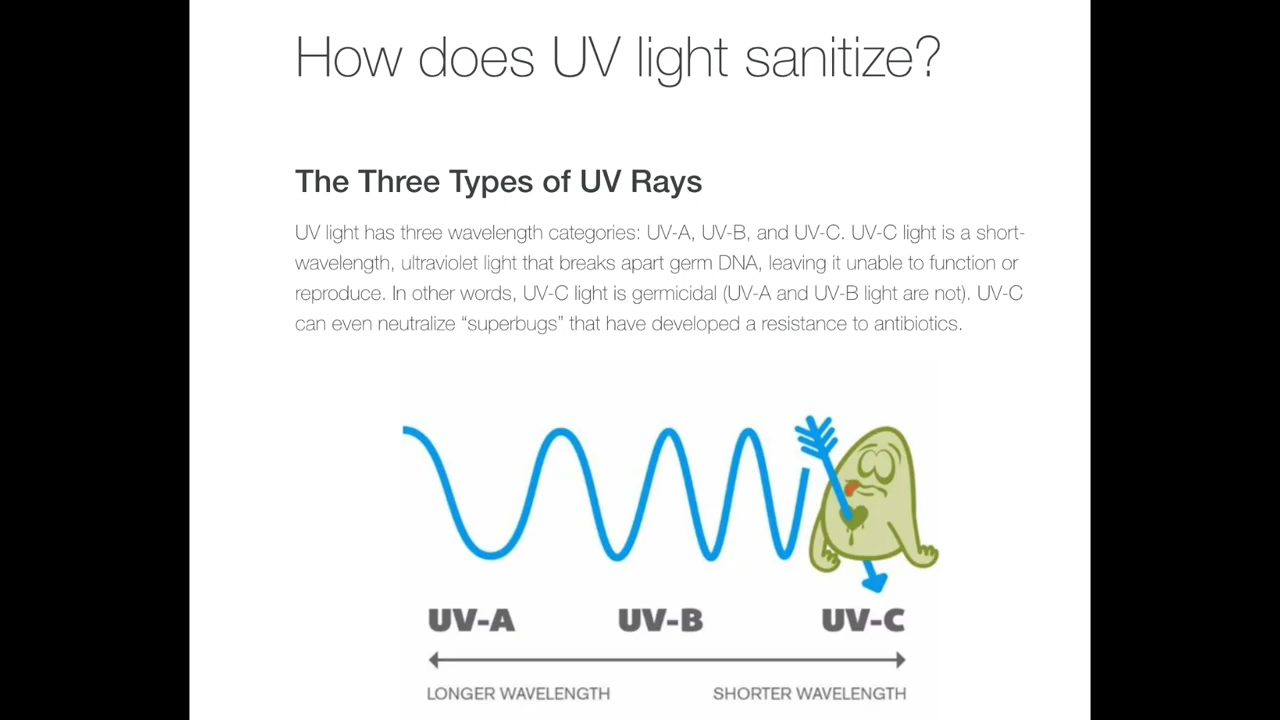 How does UV light sanitize?
The Three Types of UV Rays
UV light has three wavelength categories: UV-A, UV-B, and UV-C. UV-C light is a short-
wavelength, ultraviolet light that breaks apart germ DNA, leaving it unable to function or
reproduce. In other words, UV-C light is germicidal (UV-A and UV-B light are not). UV-C
can even neutralize “superbugs” that have developed a resistance to antibiotics.
UV-A UV-B UV-C
LONGER WAVELENGTH SHORTER WAVELENGTH